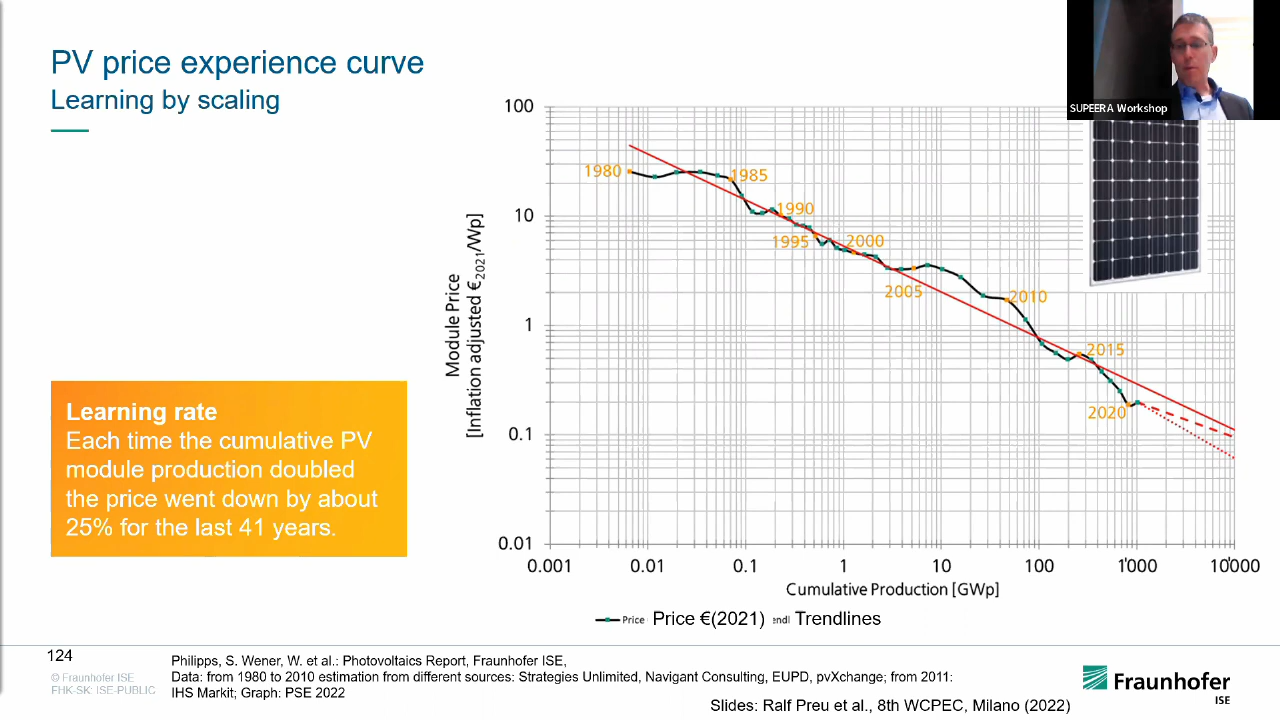 PV price experience curve
Learning by scaling
SUPEERA Workshop
100
10
1
0.1
0.01
Module Price
[Inflation adjusted €2021/Wp]
1980
1985
1990
1995
2000
2005
2010
2015
2020
0.001
0.01
0.1
1
10
100
1'000
10'000
Cumulative Production [GWp]
Price Price €(2021) Trendlines
Learning rate
Each time the cumulative PV
module production doubled
the price went down by about
25% for the last 41 years.
124
© Fraunhofer ISE
FHK-SK: ISE-PUBLIC
Philipps, S. Wener, W. et al.: Photovoltaics Report, Fraunhofer ISE,
Data: from 1980 to 2010 estimation from different sources: Strategies Unlimited, Navigant Consulting, EUPD, pvXchange; from 2011:
IHS Markit; Graph: PSE 2022
Slides: Ralf Preu et al., 8th WCPEC, Milano (2022)
Fraunhofer
ISE